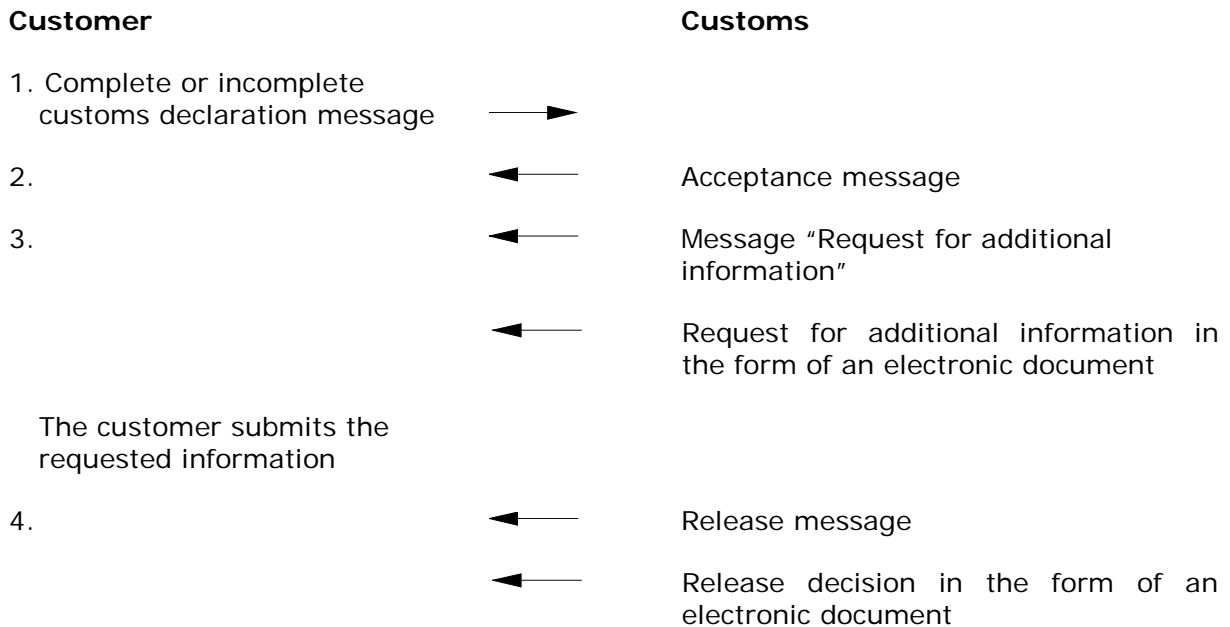 Customer Customs
1. Complete or incomplete
customs declaration message
2. Acceptance message
3. Message “Request for additional
information”
Request for additional information in
the form of an electronic document
The customer submits the
requested information
4. Release message
Release decision in the form of an
electronic document